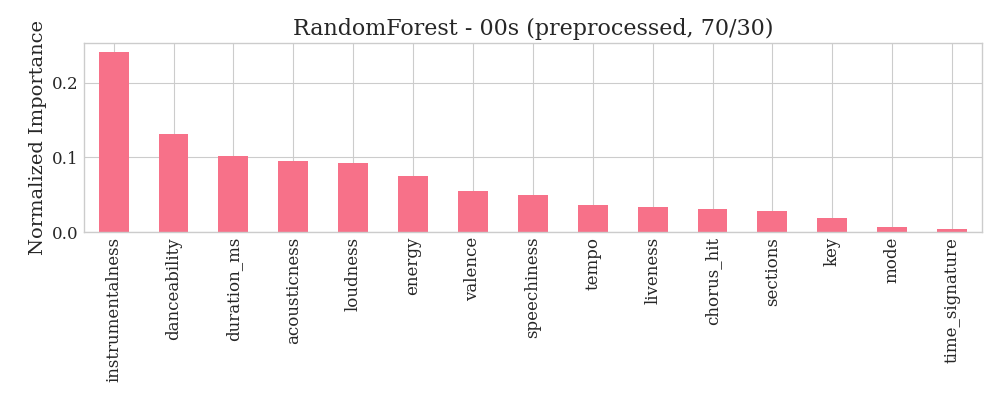 RandomForest - 00s (preprocessed, 70/30)
Normalized Importance
0.2
0.1
0.0
instrumentalness
danceability
duration_ms
acousticness
loudness
energy
valence
speechiness
tempo
liveness
chorus_hit
sections
key
mode
time_signature